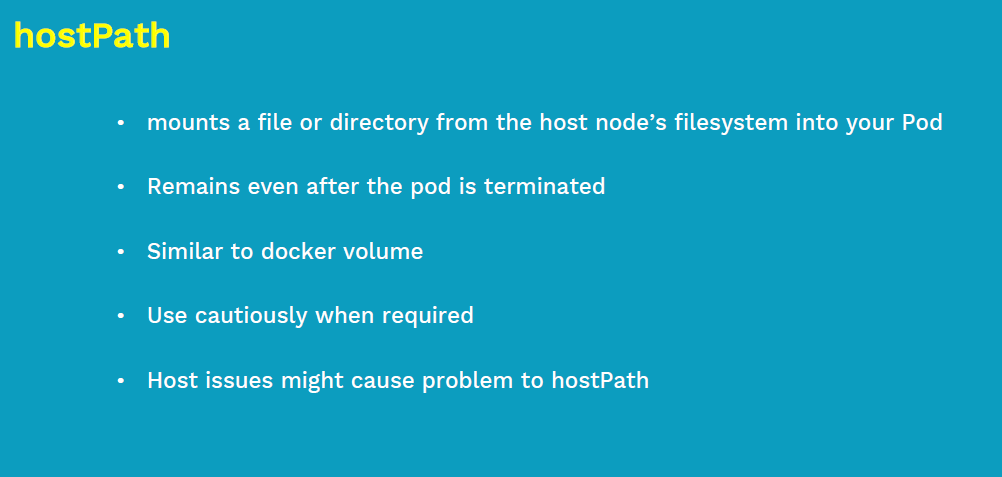 hostPath
• mounts a file or directory from the host node’s filesystem into your Pod
• Remains even after the pod is terminated
• Similar to docker volume
• Use cautiously when required
• Host issues might cause problem to hostPath